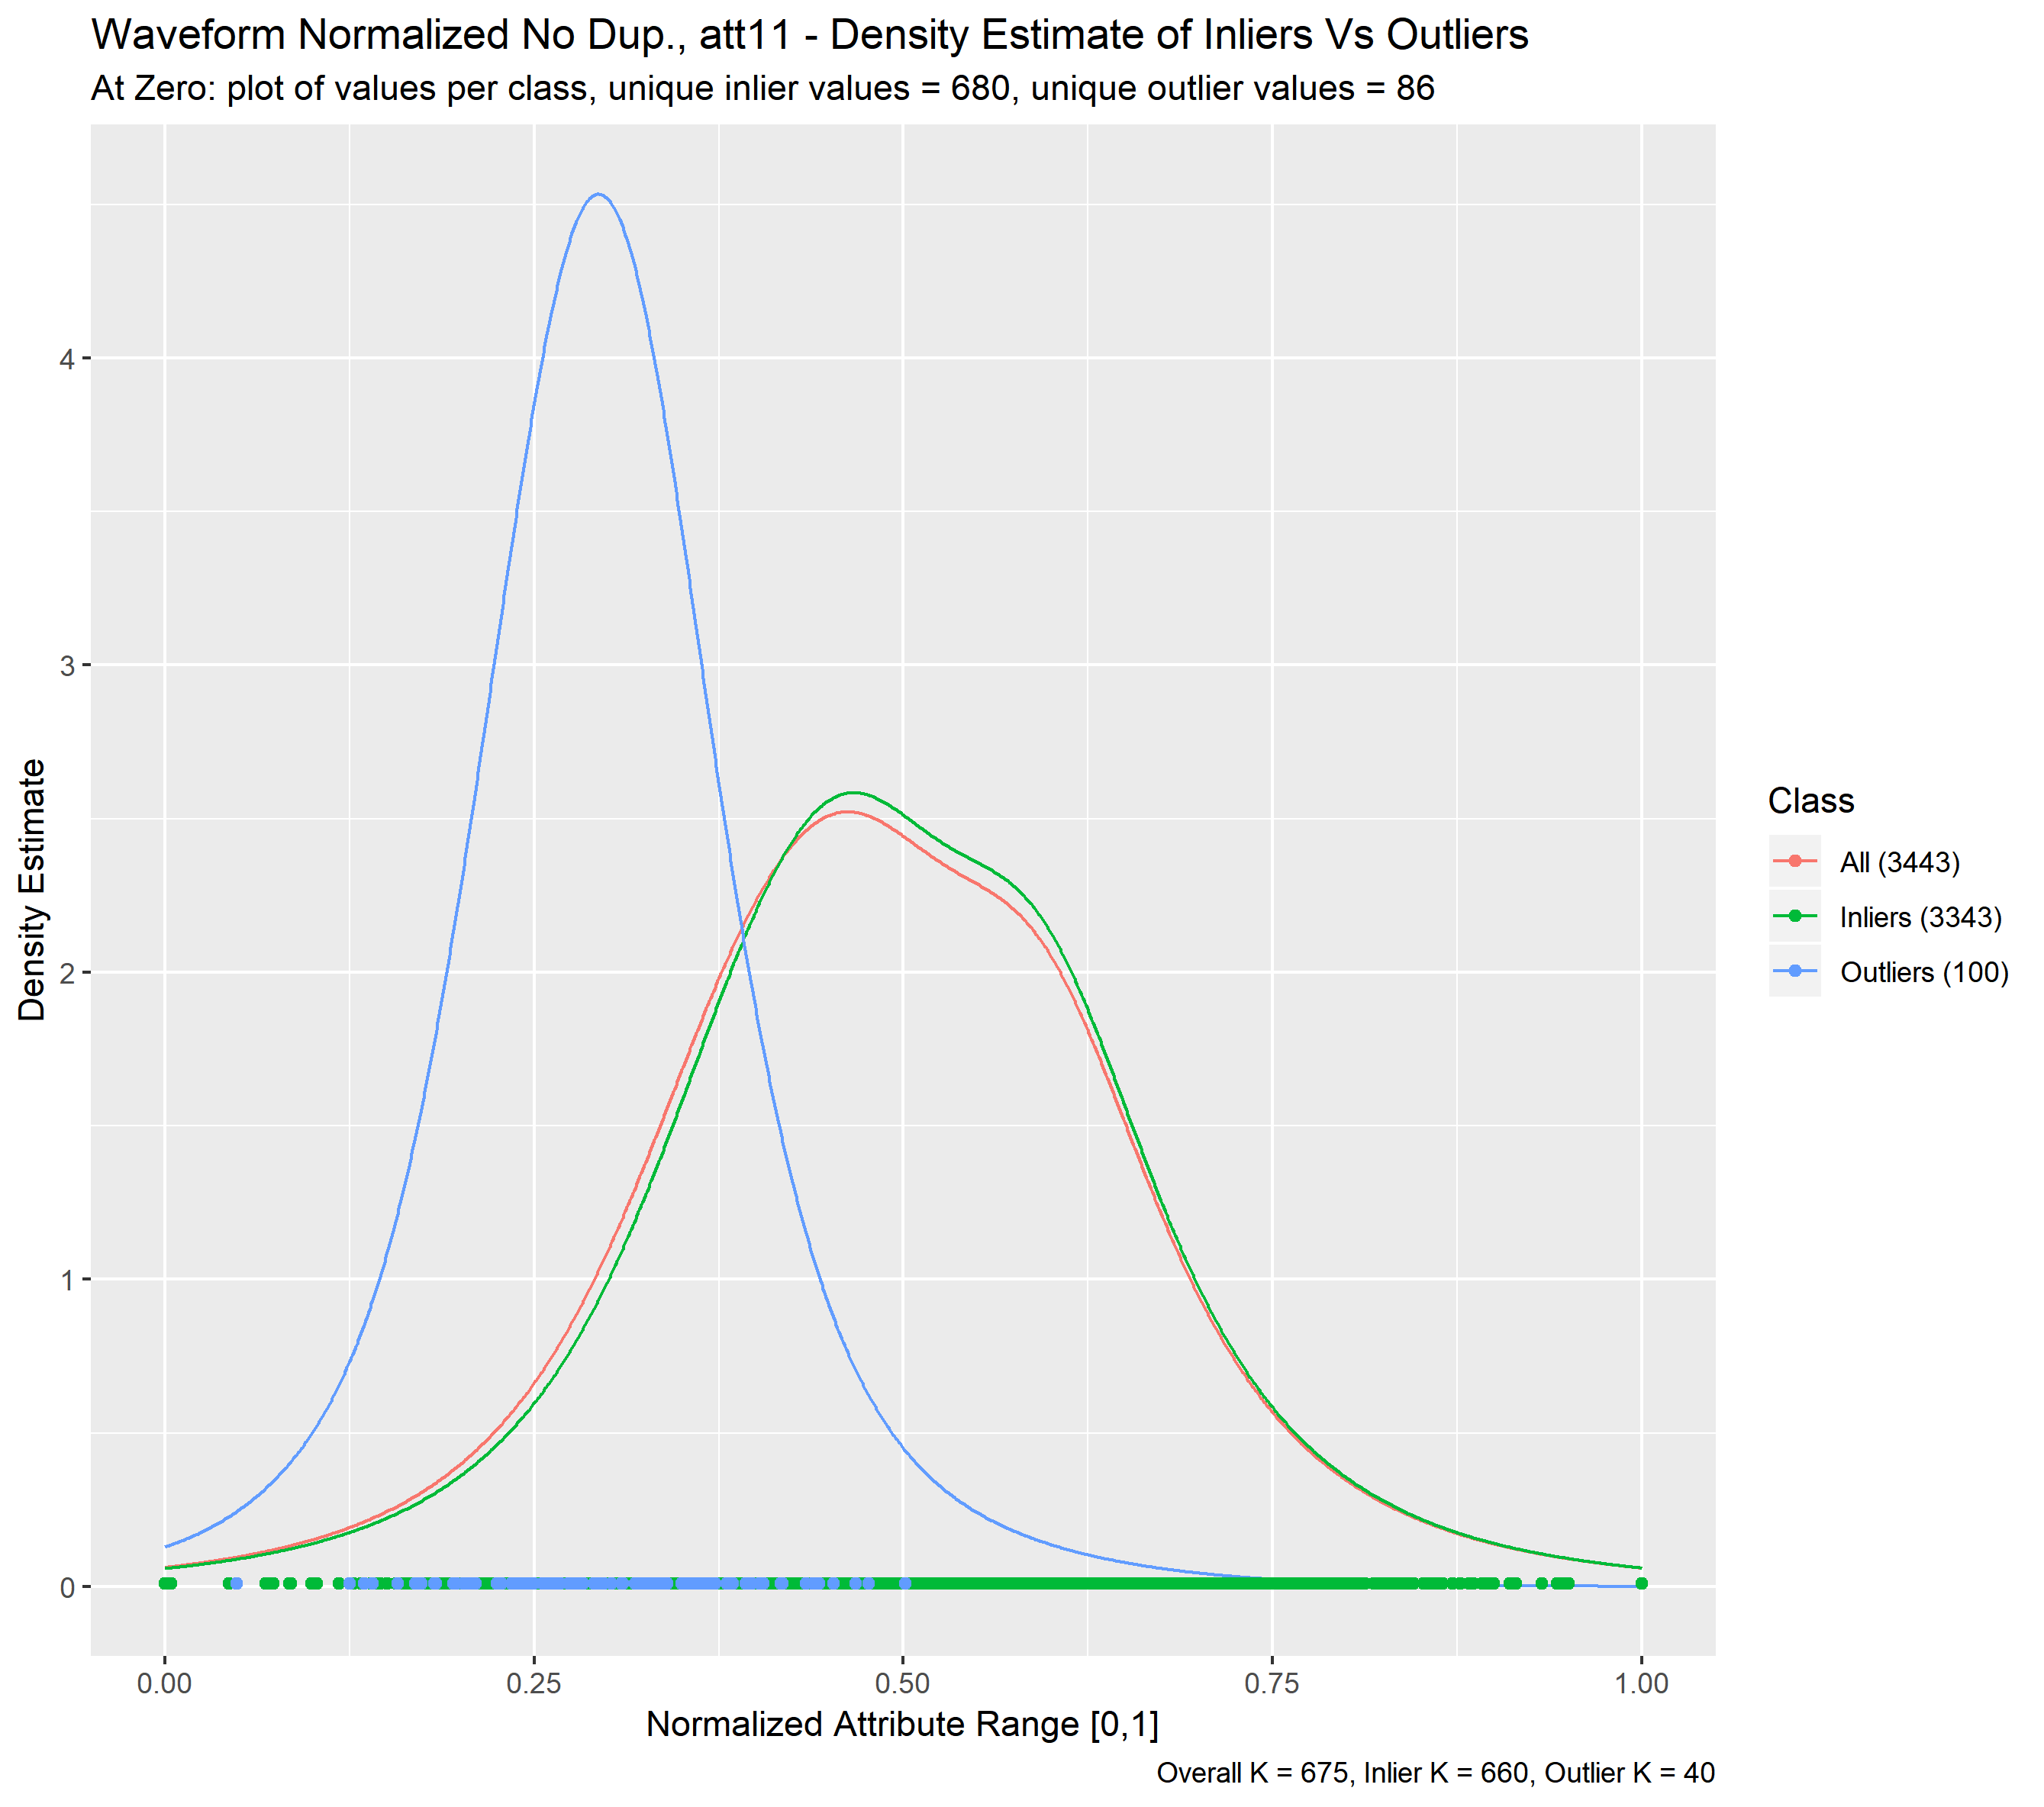 Waveform Normalized No Dup., att11 - Density Estimate of Inliers Vs Outliers
At Zero: plot of values per class, unique inlier values = 680, unique outlier values = 86
Density Estimate
4
3
2
1
0
0.00 0.25 0.50 0.75 1.00
Normalized Attribute Range [0,1]
Class
All (3443)
Inliers (3343)
Outliers (100)
Overall K = 675, Inlier K = 660, Outlier K = 40